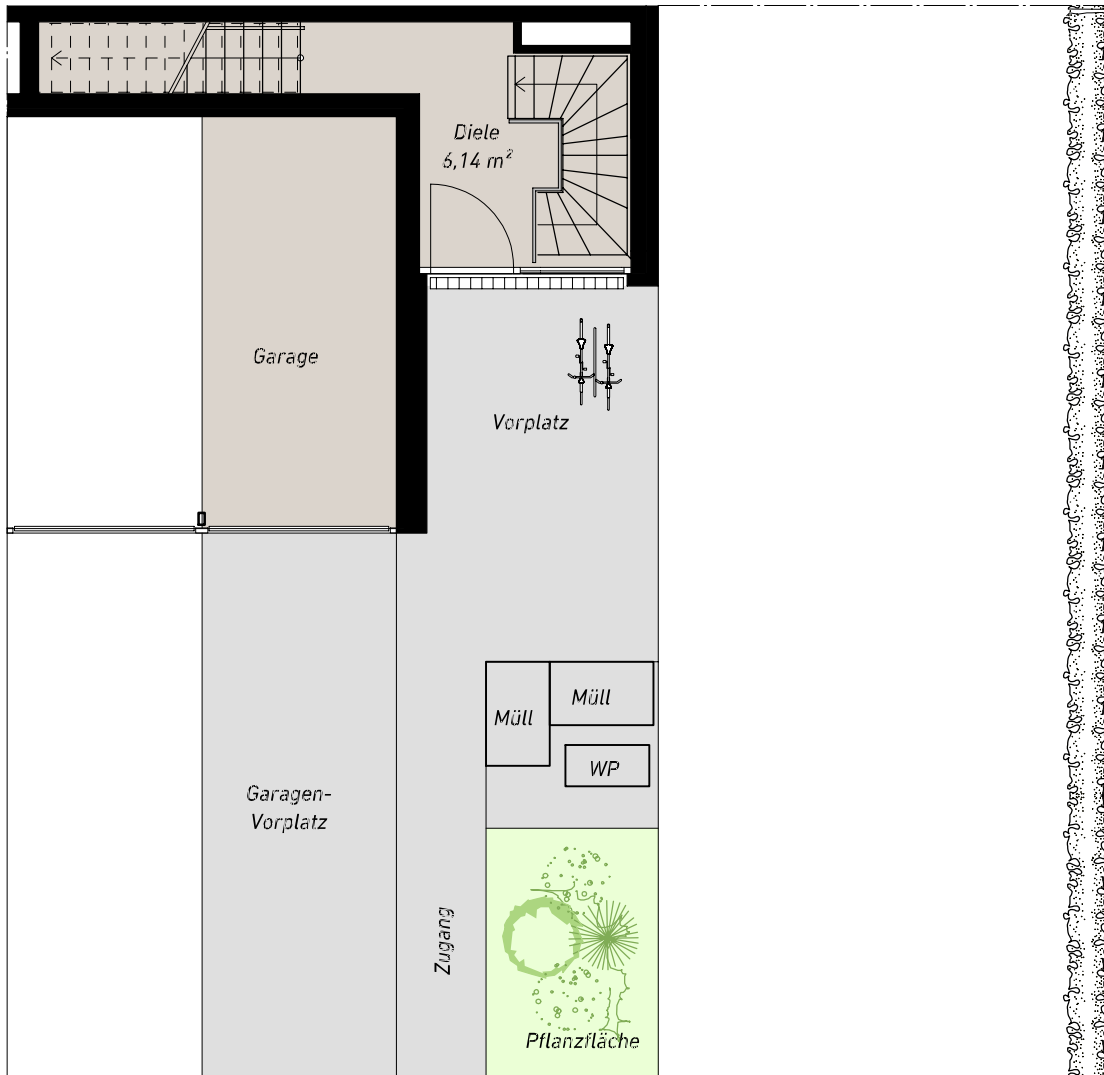 Diele
6,14 m²
Garage
Vorplatz
Müll
Müll
WP
Garagen-
Vorplatz
Zugang
Pflanzfläche